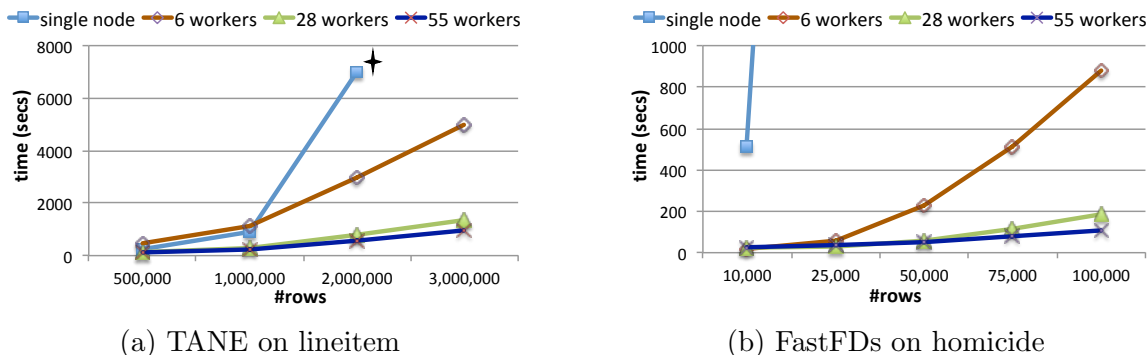 single node 6 workers 28 workers 55 workers
8000
6000
4000
2000
0
time (secs)
500,000 1,000,000 2,000,000 3,000,000
#rows
(a) TANE on lineitem
single node 6 workers 28 workers 55 workers
1000
800
600
400
200
0
time (secs)
10,000 25,000 50,000 75,000 100,000
#rows
(b) FastFDs on homicide